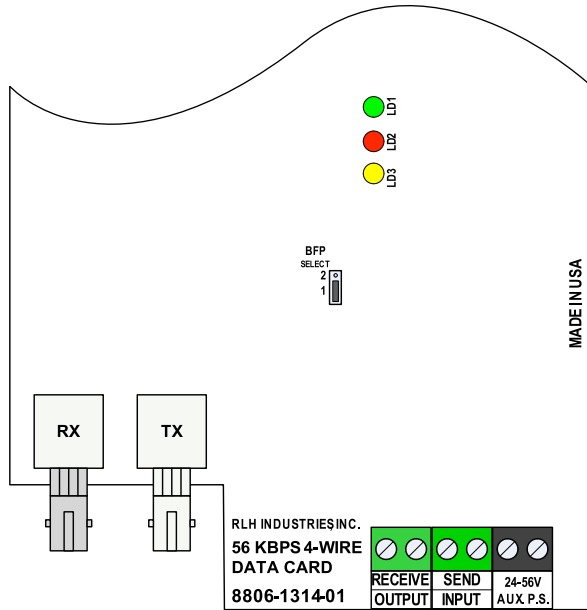 LD1
LD2
LD3
BFP
SELECT
2
1
MADE IN USA
RX
TX
RLH INDUSTRIES INC.
56 KBPS 4-WIRE
DATA CARD
8806-1314-01
RECEIVE
OUTPUT
SEND
INPUT
24-56V
AUX. P.S.